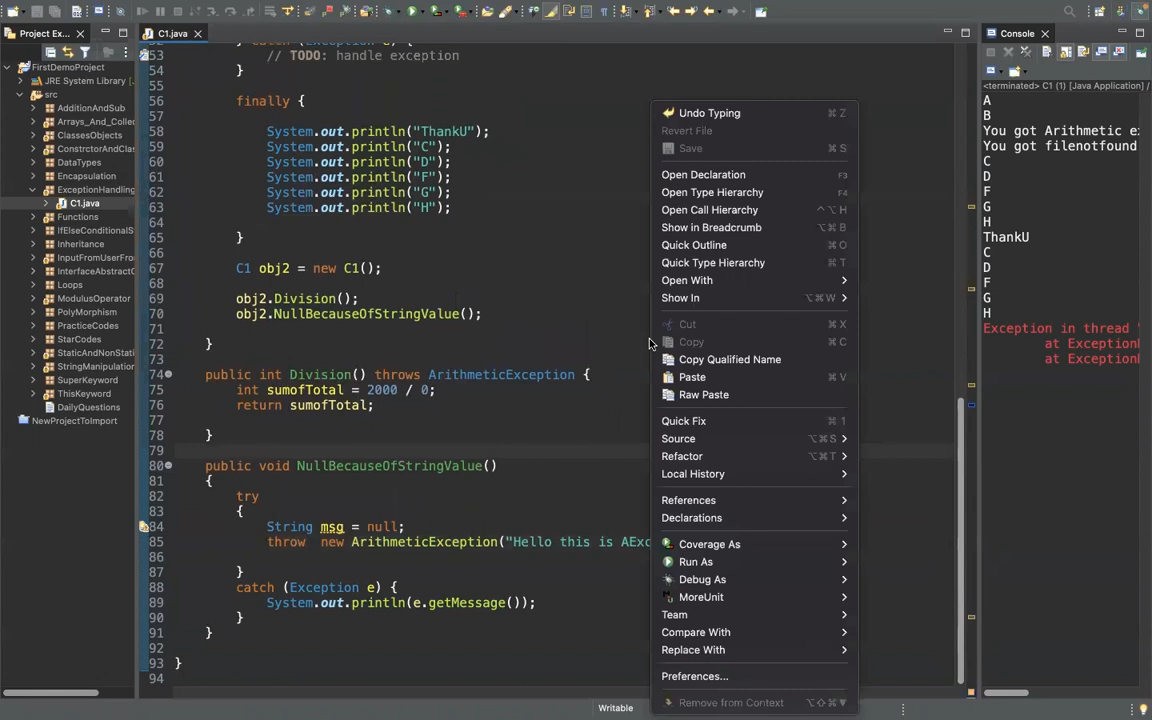 Project Ex...
FirstDemoProject
JRE System Library [
src
AdditionAndSub
Arrays_And_Collec
ClassesObjects
ConstrctorAndClas
DataTypes
Encapsulation
ExceptionHandling
C1.java
Functions
IfElseConditionalS
Inheritance
InputFromUserFror
InterfaceAbstract
Loops
ModulusOperator
PolyMorphism
PracticeCodes
StarCodes
StaticAndNonStati
StringManipulation
SuperKeyword
ThisKeyword
DailyQuestions
NewProjectToImport
C1.java
53 // TODO: handle exception
54 }
55
56 finally {
57
58 System.out.println("ThankU");
59 System.out.println("C");
60 System.out.println("D");
61 System.out.println("F");
62 System.out.println("G");
63 System.out.println("H");
64
65 }
66
67 C1 obj2 = new C1();
68
69 obj2.Division();
70 obj2.NullBecauseOfStringValue();
71
72 }
73
74 public int Division() throws ArithmeticException {
75 int sumofTotal = 2000 / 0;
76 return sumofTotal;
77
78 }
79
80 public void NullBecauseOfStringValue()
81 {
82 try
83 {
84 String msg = null;
85 throw new ArithmeticException("Hello this is AExc
86
87 }
88 catch (Exception e) {
89 System.out.println(e.getMessage());
90 }
91 }
92
93 }
94
Undo Typing ⌘ Z
Revert File
Save ⌘ S
Open Declaration F3
Open Type Hierarchy F4
Open Call Hierarchy ^⌥ H
Show in Breadcrumb ⌥⌘ B
Quick Outline ⌘ O
Quick Type Hierarchy ⌘ T
Open With
Show In ⌥⌘ W
Cut ⌘ X
Copy ⌘ C
Copy Qualified Name
Paste ⌘ V
Raw Paste
Quick Fix ⌘ 1
Source ⌥⌘ S
Refactor ⌥⌘ T
Local History
References
Declarations
Coverage As
Run As
Debug As
MoreUnit
Team
Compare With
Replace With
Preferences...
Remove from Context
Writable
Console
<terminated> C1 (1) [Java Application] /
A
B
You got Arithmetic ex
You got filenotfound
C
D
F
G
H
ThankU
C
D
F
G
H
Exception in thread "
at Exception
at Exception